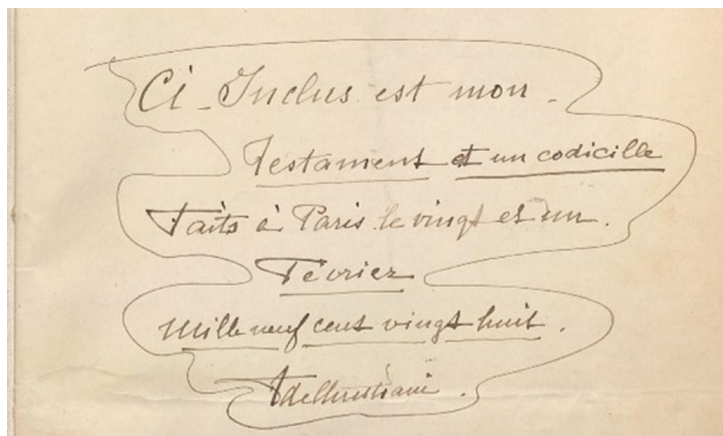 Ci-Inclus est mon
Testament et un codicille
Faits à Paris le vingt et un.
Février
Mille neuf cent vingt huit.